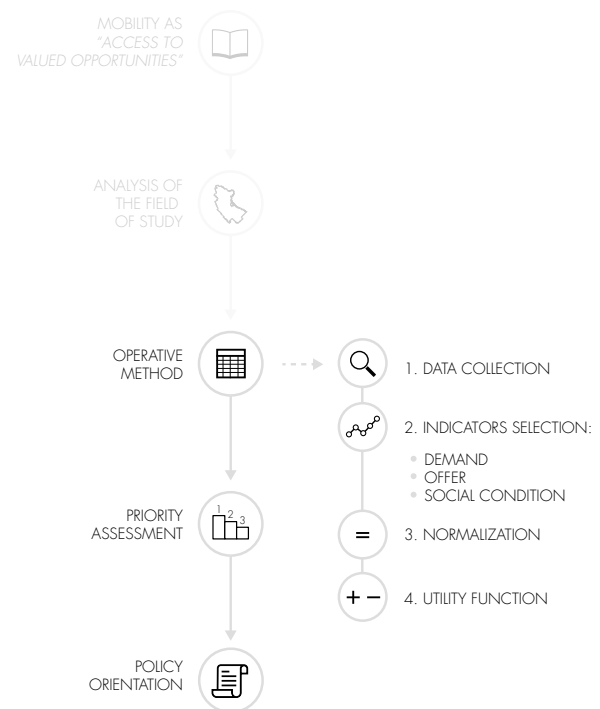 MOBILITY AS
“ACCESS TO
VALUED OPPORTUNITIES”
ANALYSIS OF
THE FIELD
OF STUDY
OPERATIVE
METHOD
1. DATA COLLECTION
2. INDICATORS SELECTION:
DEMAND
OFFER
SOCIAL CONDITION
3. NORMALIZATION
4. UTILITY FUNCTION
PRIORITY
ASSESSMENT
1
2
3
POLICY
ORIENTATION